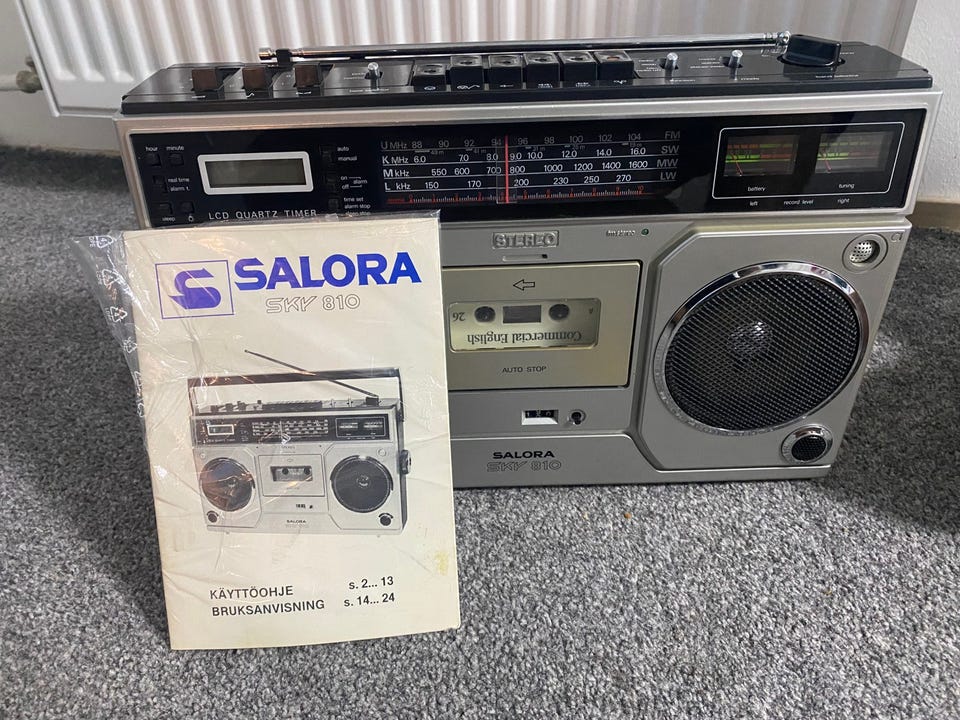 hour minute
auto
manual
real time
alarm t.
on alarm
off
time set
alarm stop
sleep
LCD QUARTZ TIMER
U MHz 88 90 92 94 96 98 100 102 104 FM
K MHz 6.0 7.0 8.0 9.0 10.0 12.0 14.0 16.0 SW
M kHz 550 600 700 800 1000 1200 1400 1600 MW
L kHz 150 170 200 230 250 270 LW
battery tuning
left record level right
STEREO
Commercial English
A
26
AUTO STOP
SALORA
SKY 810
S SALORA
SKY 810
SALORA
KÄYTTÖOHJE s. 2... 13
BRUKSANVISNING s. 14... 24